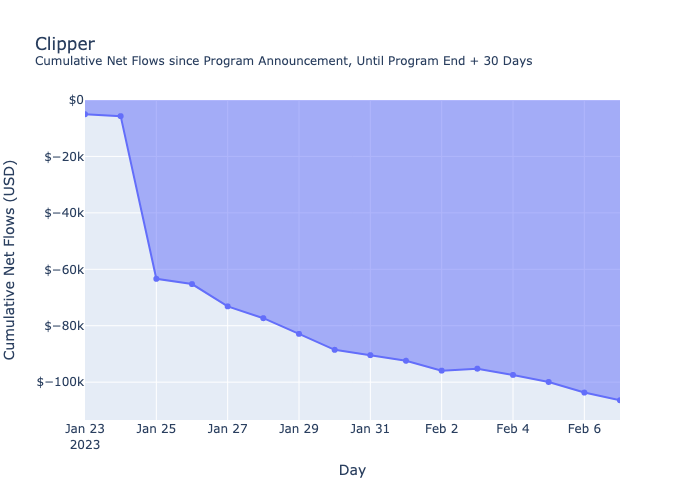 Clipper
Cumulative Net Flows since Program Announcement, Until Program End + 30 Days
Cumulative Net Flows (USD)
$0
$−20k
$−40k
$−60k
$−80k
$−100k
Jan 23
2023
Jan 25
Jan 27
Jan 29
Jan 31
Feb 2
Feb 4
Feb 6
Day